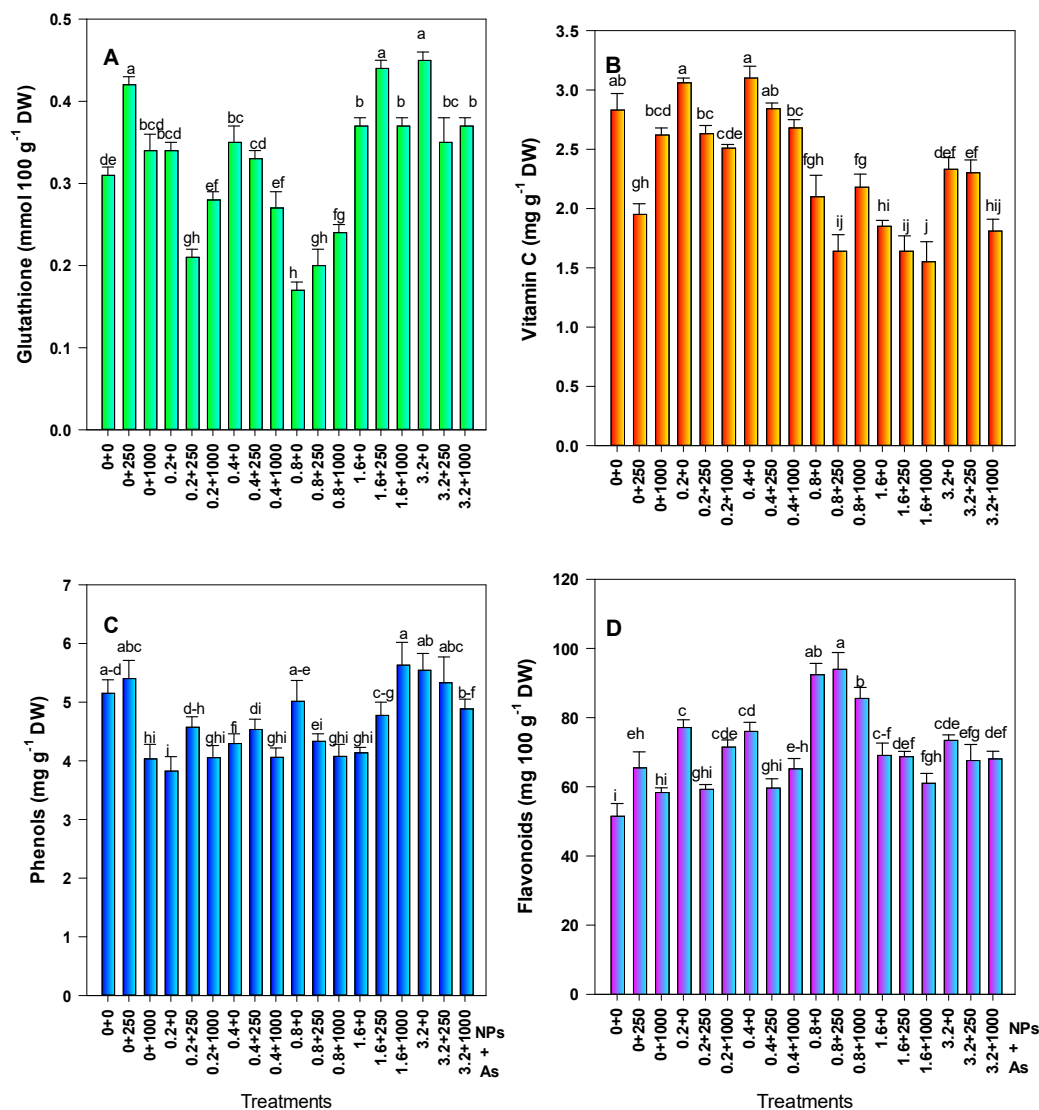 A
Glutathione (mmol 100 g-1 DW)
0.5
0.4
0.3
0.2
0.1
0.0
de
a
bcd
bcd
gh
ef
bc
cd
ef
h
gh
fg
b
a
b
a
bc
b
0+0
0+250
0+1000
0.2+0
0.2+250
0.2+1000
0.4+0
0.4+250
0.4+1000
0.8+0
0.8+250
0.8+1000
1.6+0
1.6+250
1.6+1000
3.2+0
3.2+250
3.2+1000
B
Vitamin C (mg g-1 DW)
3.5
3.0
2.5
2.0
1.5
1.0
0.5
0.0
ab
gh
bcd
a
bc
cde
a
ab
bc
fgh
ij
fg
hi
ij
j
def
ef
hij
0+0
0+250
0+1000
0.2+0
0.2+250
0.2+1000
0.4+0
0.4+250
0.4+1000
0.8+0
0.8+250
0.8+1000
1.6+0
1.6+250
1.6+1000
3.2+0
3.2+250
3.2+1000
C
Phenols (mg g-1 DW)
7
6
5
4
3
2
1
0
a-d
abc
hi
i
d-h
ghi
fi
di
ghi
a-e
ei
ghi
ghi
c-g
a
ab
abc
b-f
0+0
0+250
0+1000
0.2+0
0.2+250
0.2+1000
0.4+0
0.4+250
0.4+1000
0.8+0
0.8+250
0.8+1000
1.6+0
1.6+250
1.6+1000
3.2+0
3.2+250
3.2+1000
NPs
+
As
Treatments
D
Flavonoids (mg 100 g-1 DW)
120
100
80
60
40
20
0
i
eh
hi
c
ghi
cde
cd
ghi
e-h
ab
a
b
c-f
def
fgh
cde
efg
def
0+0
0+250
0+1000
0.2+0
0.2+250
0.2+1000
0.4+0
0.4+250
0.4+1000
0.8+0
0.8+250
0.8+1000
1.6+0
1.6+250
1.6+1000
3.2+0
3.2+250
3.2+1000
NPs
+
As
Treatments